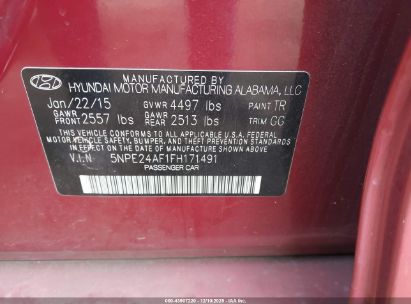 MANUFACTURED BY
HYUNDAI MOTOR MANUFACTURING ALABAMA, LLC
Jan/22/15 GVWR 4497 lbs PAINT TR
GAWR FRONT 2557 lbs GAWR REAR 2513 lbs TRIM CG
THIS VEHICLE CONFORMS TO ALL APPLICABLE U.S.A FEDERAL
MOTOR VEHICLE SAFETY, BUMPER, AND THEFT PREVENTION STANDARDS
IN EFFECT ON THE DATE OF MANUFACTURE SHOWN ABOVE.
V.I.N 5NPE24AF1FH171491
PASSENGER CAR